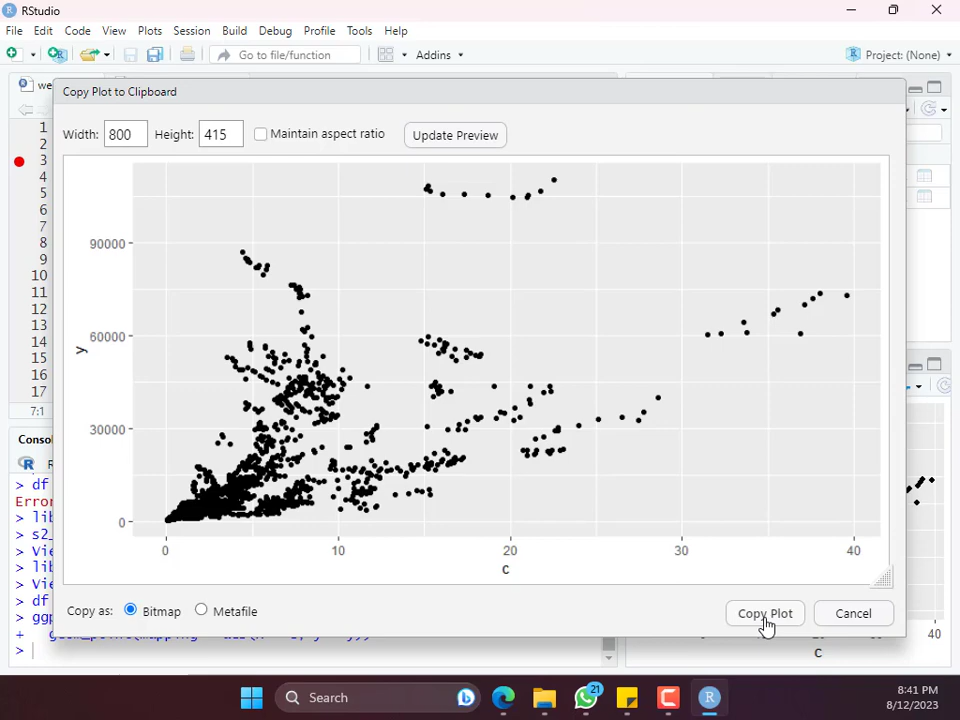 RStudio
File Edit Code View Plots Session Build Debug Profile Tools Help
Go to file/function Addins Project: (None)
we
Copy Plot to Clipboard
Width: 800 Height: 415 Maintain aspect ratio Update Preview
1
2
3
4
5
6
7
8
9
10
11
12
13
14
15
16
17
7:1
90000
60000
y
30000
0
0 10 20 30 40
c
Copy as: Bitmap Metafile Copy Plot Cancel
Conso
R
> df
Error
> lib
> s2_
> Vie
> lib
> Vie
> df
> ggp
+
>
40
c
Search
21
8:41 PM
8/12/2023